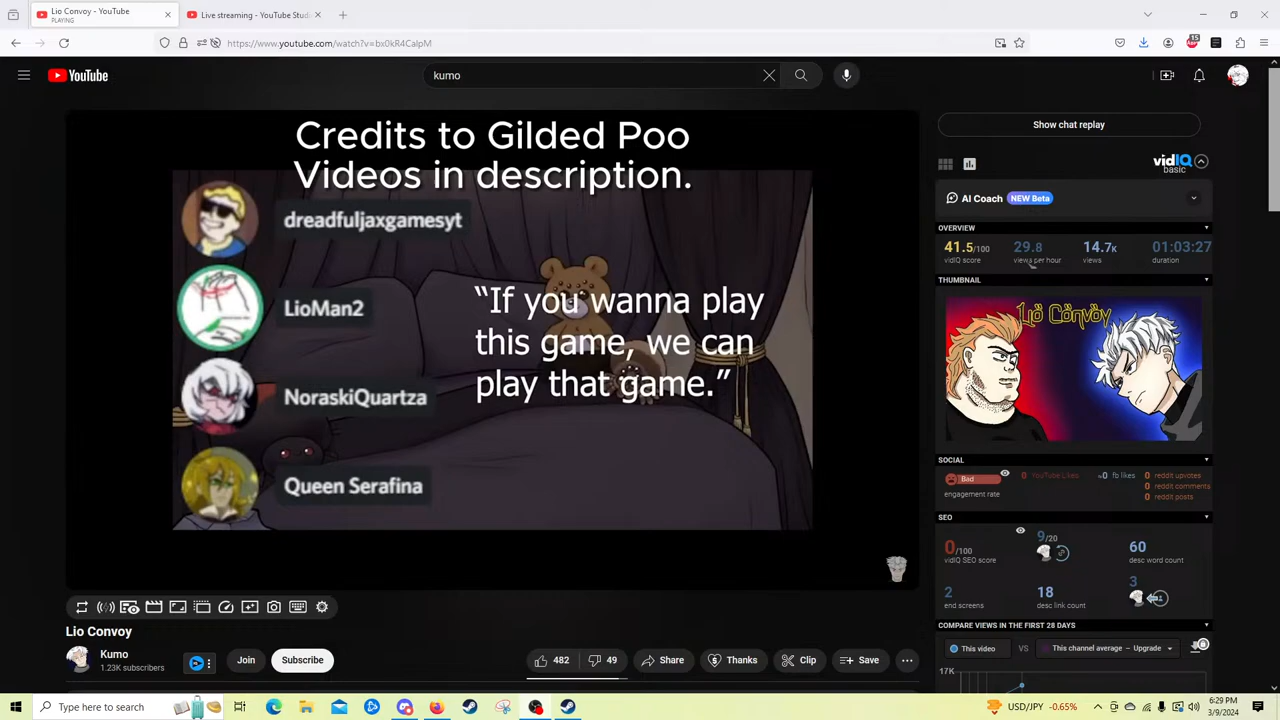 Lio Convoy - YouTube
PLAYING
Live streaming - YouTube Studi
https://www.youtube.com/watch?v=bx0kR4CalpM
15
YouTube
kumo
Credits to Gilded Poo
Videos in description.
dreadfuljaxgamesyt
LioMan2
NoraskiQuartza
Queen Serafina
“If you wanna play
this game, we can
play that game.”
Lio Convoy
Kumo
1.23K subscribers
Join
Subscribe
482
49
Share
Thanks
Clip
Save
Show chat replay
vidIQ
basic
AI Coach NEW Beta
OVERVIEW
41.5/100
vidIQ score
29.8
views per hour
14.7K
views
01:03:27
duration
THUMBNAIL
Lio Convoy
SOCIAL
Bad
engagement rate
0 YouTube Likes
0 fb likes
0 reddit upvotes
0 reddit comments
0 reddit posts
SEO
0/100
vidIQ SEO score
9/20
60
desc word count
2
end screens
18
desc link count
3
COMPARE VIEWS IN THE FIRST 28 DAYS
This video
VS
This channel average – Upgrade
17K
Type here to search
USD/JPY -0.65%
6:29 PM
3/9/2024